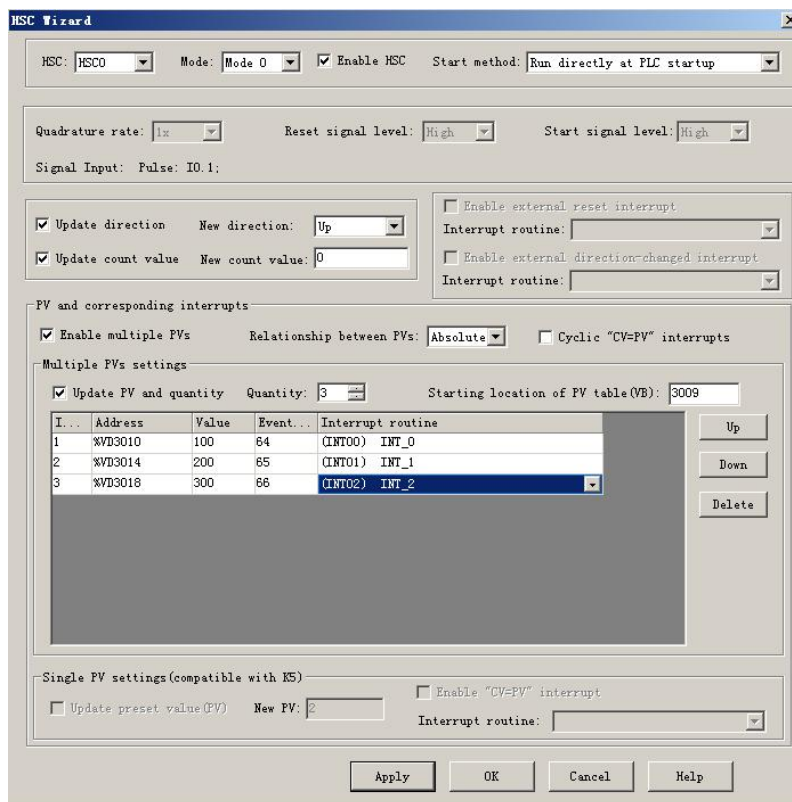 HSC Wizard
HSC: HSC0 Mode: Mode 0 Enable HSC Start method: Run directly at PLC startup
Quadrature rate: 1x Reset signal level: High Start signal level: High
Signal Input: Pulse: I0.1;
Update direction New direction: Up
Update count value New count value: 0
Enable external reset interrupt
Interrupt routine:
Enable external direction-changed interrupt
Interrupt routine:
PV and corresponding interrupts
Enable multiple PVs Relationship between PVs: Absolute Cyclic "CV=PV" interrupts
Multiple PVs settings
Update PV and quantity Quantity: 3 Starting location of PV table(VB): 3009
I... Address Value Event... Interrupt routine
1 %VD3010 100 64 (INT00) INT_0
2 %VD3014 200 65 (INT01) INT_1
3 %VD3018 300 66 (INT02) INT_2
Up
Down
Delete
Single PV settings(compatible with K5)
Update preset value(PV) New PV: 2
Enable "CV=PV" interrupt
Interrupt routine:
Apply OK Cancel Help